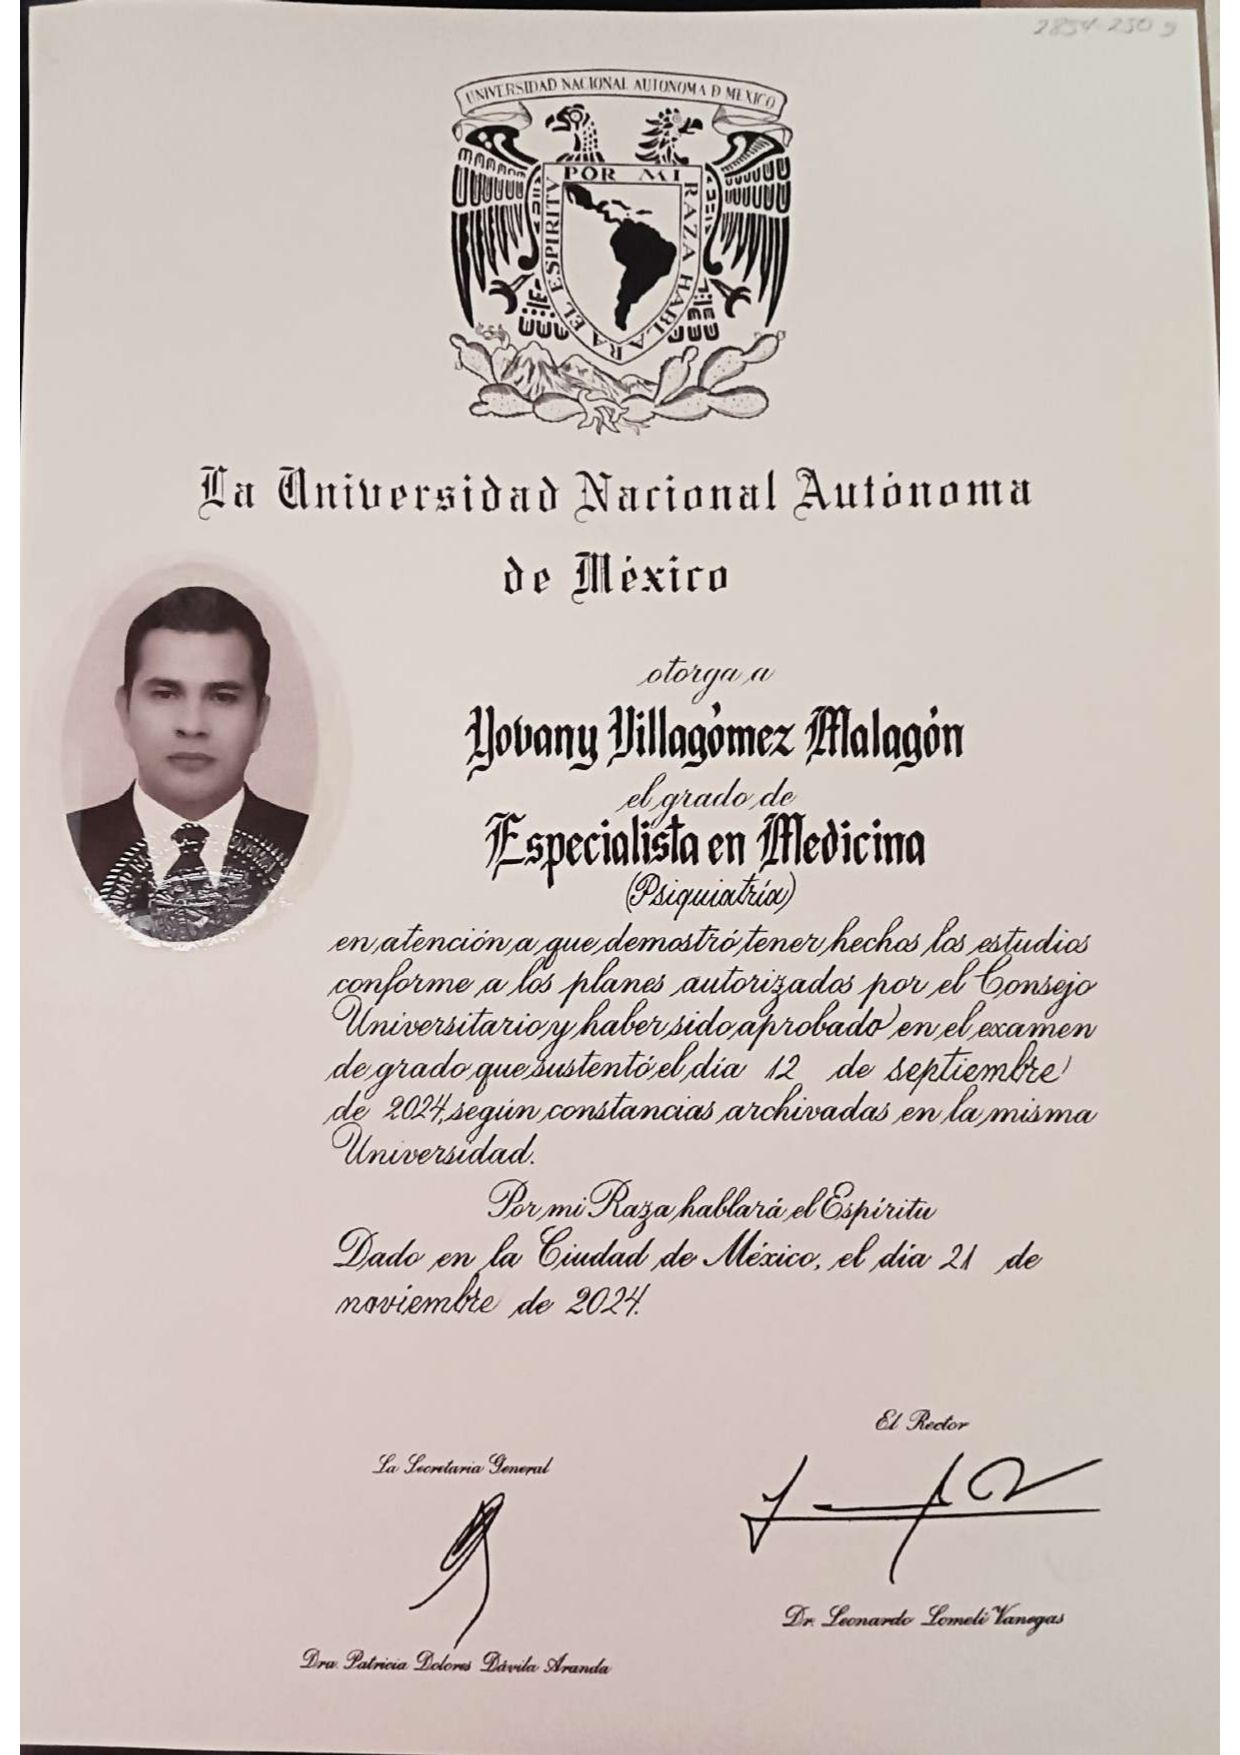 2854-250 9
UNIVERSIDAD NACIONAL AUTONOMA D MEXICO
POR MI RAZA HABLARA EL ESPIRITV
La Universidad Nacional Autónoma
de México
otorga a
Yovany Villagómez Malagón
el grado de
Especialista en Medicina
(Psiquiatría)
en atención a que demostró tener hechos los estudios
conforme a los planes autorizados por el Consejo
Universitario y haber sido aprobado en el examen
de grado que sustentó el día 12 de septiembre
de 2024, según constancias archivadas en la misma
Universidad.
Por mi Raza hablará el Espíritu
Dado en la Ciudad de México, el día 21 de
noviembre de 2024.
El Rector
La Secretaria General
Dr. Leonardo Lomelí Vanegas
Dra. Patricia Dolores Dávila Aranda